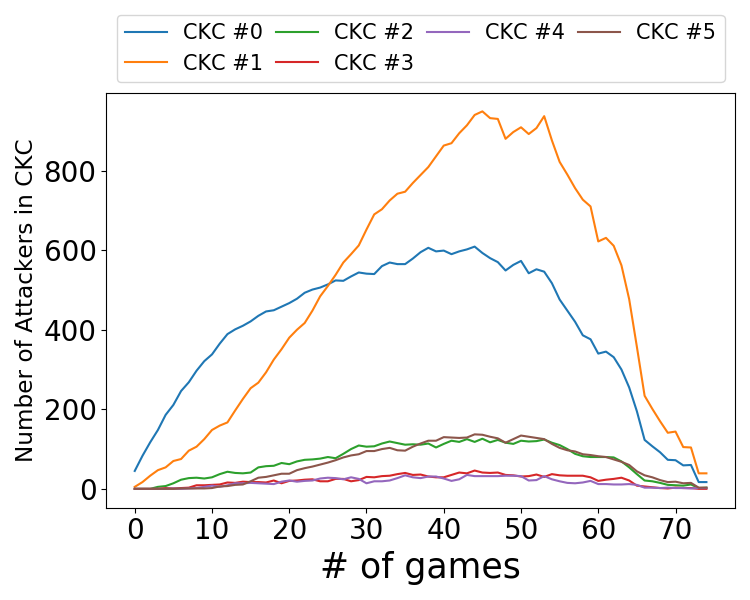 CKC #0 CKC #2 CKC #4 CKC #5
CKC #1 CKC #3
Number of Attackers in CKC
800
600
400
200
0
0 10 20 30 40 50 60 70
# of games